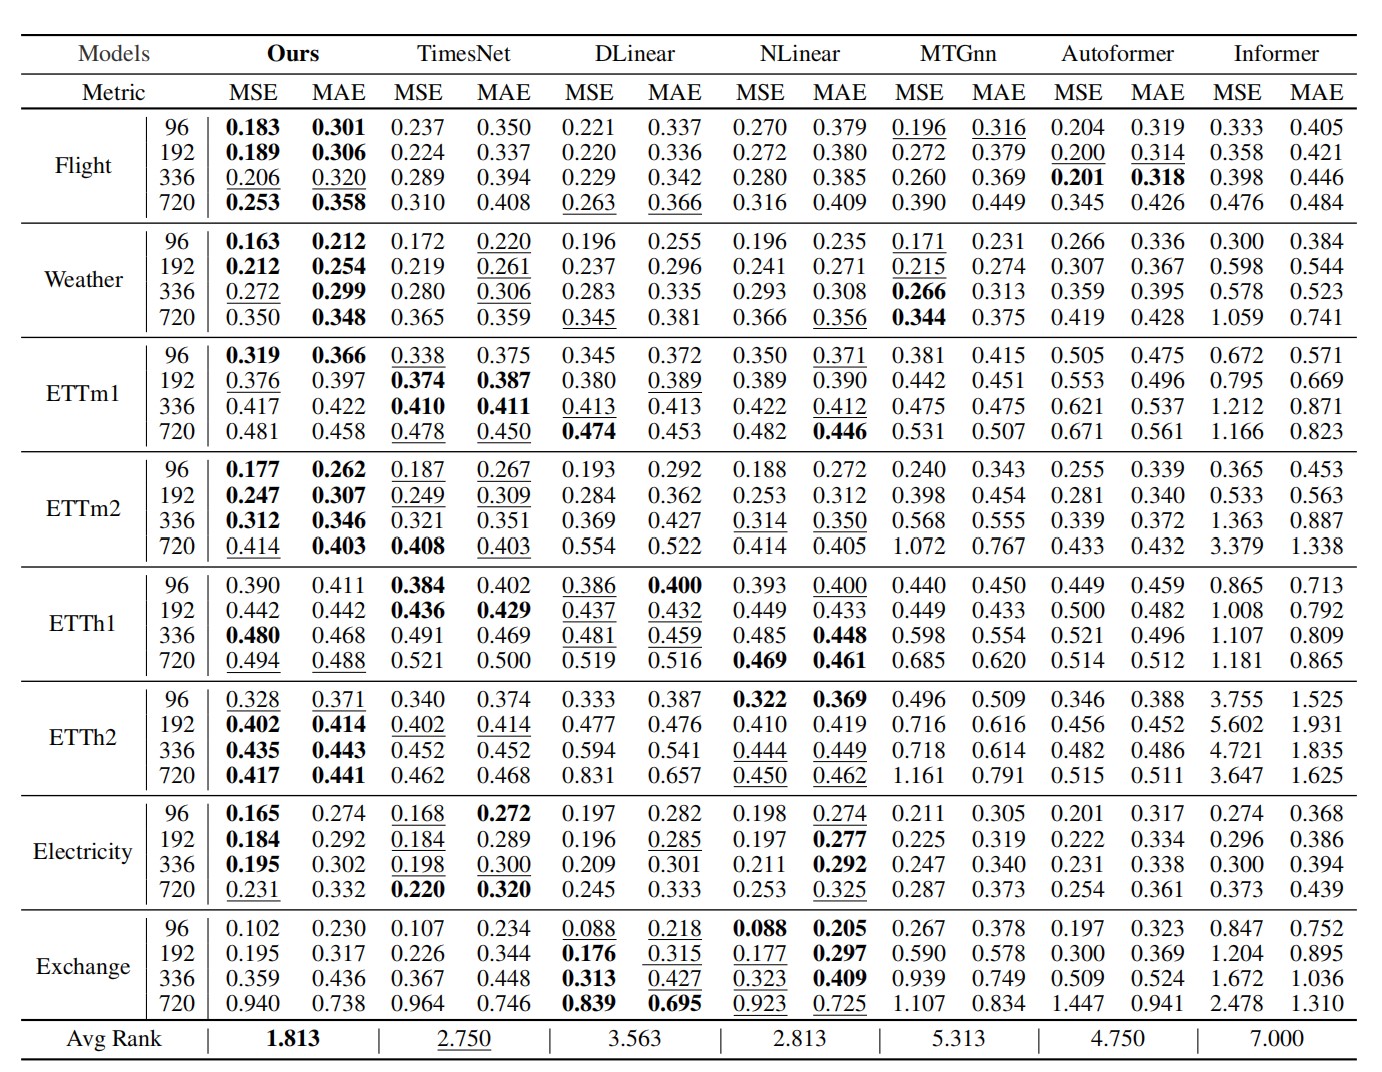 Models Ours TimesNet DLinear NLinear MTGnn Autoformer Informer
Metric MSE MAE MSE MAE MSE MAE MSE MAE MSE MAE MSE MAE MSE MAE
96 0.183 0.301 0.237 0.350 0.221 0.337 0.270 0.379 0.196 0.316 0.204 0.319 0.333 0.405
192 0.189 0.306 0.224 0.337 0.220 0.336 0.272 0.380 0.272 0.379 0.200 0.314 0.358 0.421
Flight
336 0.206 0.320 0.289 0.394 0.229 0.342 0.280 0.385 0.260 0.369 0.201 0.318 0.398 0.446
720 0.253 0.358 0.310 0.408 0.263 0.366 0.316 0.409 0.390 0.449 0.345 0.426 0.476 0.484
96 0.163 0.212 0.172 0.220 0.196 0.255 0.196 0.235 0.171 0.231 0.266 0.336 0.300 0.384
192 0.212 0.254 0.219 0.261 0.237 0.296 0.241 0.271 0.215 0.274 0.307 0.367 0.598 0.544
Weather
336 0.272 0.299 0.280 0.306 0.283 0.335 0.293 0.308 0.266 0.313 0.359 0.395 0.578 0.523
720 0.350 0.348 0.365 0.359 0.345 0.381 0.366 0.356 0.344 0.375 0.419 0.428 1.059 0.741
96 0.319 0.366 0.338 0.375 0.345 0.372 0.350 0.371 0.381 0.415 0.505 0.475 0.672 0.571
192 0.376 0.397 0.374 0.387 0.380 0.389 0.389 0.390 0.442 0.451 0.553 0.496 0.795 0.669
ETTm1
336 0.417 0.422 0.410 0.411 0.413 0.413 0.422 0.412 0.475 0.475 0.621 0.537 1.212 0.871
720 0.481 0.458 0.478 0.450 0.474 0.453 0.482 0.446 0.531 0.507 0.671 0.561 1.166 0.823
96 0.177 0.262 0.187 0.267 0.193 0.292 0.188 0.272 0.240 0.343 0.255 0.339 0.365 0.453
192 0.247 0.307 0.249 0.309 0.284 0.362 0.253 0.312 0.398 0.454 0.281 0.340 0.533 0.563
ETTm2
336 0.312 0.346 0.321 0.351 0.369 0.427 0.314 0.350 0.568 0.555 0.339 0.372 1.363 0.887
720 0.414 0.403 0.408 0.403 0.554 0.522 0.414 0.405 1.072 0.767 0.433 0.432 3.379 1.338
96 0.390 0.411 0.384 0.402 0.386 0.400 0.393 0.400 0.440 0.450 0.449 0.459 0.865 0.713
192 0.442 0.442 0.436 0.429 0.437 0.432 0.449 0.433 0.449 0.433 0.500 0.482 1.008 0.792
ETTh1
336 0.480 0.468 0.491 0.469 0.481 0.459 0.485 0.448 0.598 0.554 0.521 0.496 1.107 0.809
720 0.494 0.488 0.521 0.500 0.519 0.516 0.469 0.461 0.685 0.620 0.514 0.512 1.181 0.865
96 0.328 0.371 0.340 0.374 0.333 0.387 0.322 0.369 0.496 0.509 0.346 0.388 3.755 1.525
192 0.402 0.414 0.402 0.414 0.477 0.476 0.410 0.419 0.716 0.616 0.456 0.452 5.602 1.931
ETTh2
336 0.435 0.443 0.452 0.452 0.594 0.541 0.444 0.449 0.718 0.614 0.482 0.486 4.721 1.835
720 0.417 0.441 0.462 0.468 0.831 0.657 0.450 0.462 1.161 0.791 0.515 0.511 3.647 1.625
96 0.165 0.274 0.168 0.272 0.197 0.282 0.198 0.274 0.211 0.305 0.201 0.317 0.274 0.368
192 0.184 0.292 0.184 0.289 0.196 0.285 0.197 0.277 0.225 0.319 0.222 0.334 0.296 0.386
Electricity
336 0.195 0.302 0.198 0.300 0.209 0.301 0.211 0.292 0.247 0.340 0.231 0.338 0.300 0.394
720 0.231 0.332 0.220 0.320 0.245 0.333 0.253 0.325 0.287 0.373 0.254 0.361 0.373 0.439
96 0.102 0.230 0.107 0.234 0.088 0.218 0.088 0.205 0.267 0.378 0.197 0.323 0.847 0.752
192 0.195 0.317 0.226 0.344 0.176 0.315 0.177 0.297 0.590 0.578 0.300 0.369 1.204 0.895
Exchange
336 0.359 0.436 0.367 0.448 0.313 0.427 0.323 0.409 0.939 0.749 0.509 0.524 1.672 1.036
720 0.940 0.738 0.964 0.746 0.839 0.695 0.923 0.725 1.107 0.834 1.447 0.941 2.478 1.310
Avg Rank 1.813 2.750 3.563 2.813 5.313 4.750 7.000